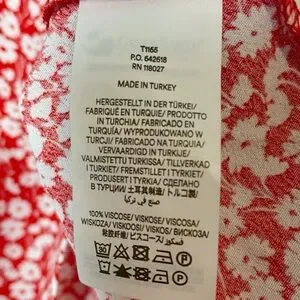 T1155
P.O. 642618
RN 118027
MADE IN TURKEY
HERGESTELLT IN DER TÜRKEI/
FABRIQUÉ EN TURQUIE/ PRODOTTO
IN TURCHIA/ FABRICADO EN
TURQUÍA/ WYPRODUKOWANO W
TURCJI/ FABRICADO NA TURQUIA/
VERVAARDIGD IN TURKIJE/
VALMISTETTU TURKISSA/ TILLVERKAD
I TURKIET/ FREMSTILLET I TYRKIET/
PRODUSERT I TYRKIA/ СДЕЛАНО
В ТУРЦИИ/ 土耳其制造/ トルコ製/
صنع في تركيا
100% VISCOSE/ VISKOSE/ VISCOSA/
WISKOZA/ VISKOOSI/ VISKOS/ ВИСКОЗА/
粘胶纤维/ ビスコース/ فسكوز
30